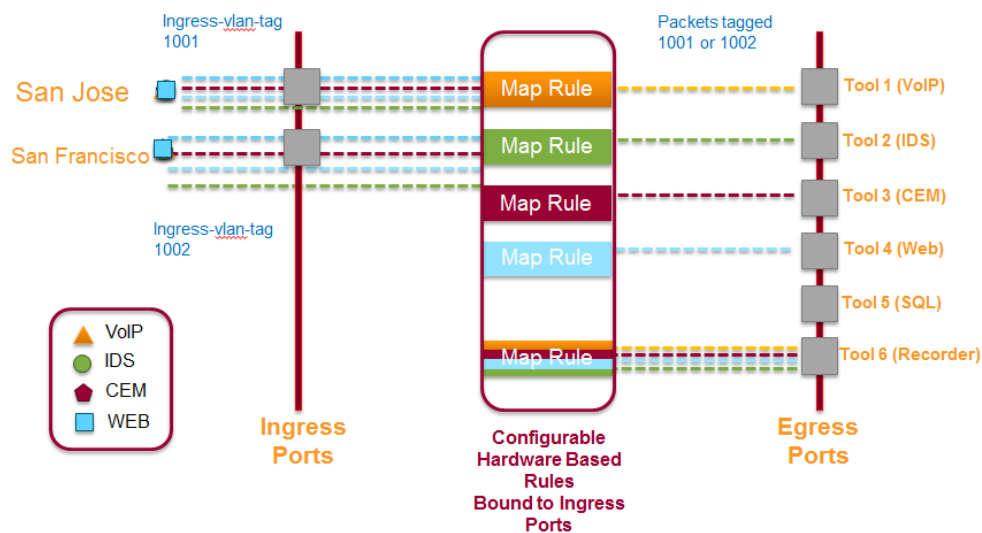 Ingress-vlan-tag
1001
Packets tagged
1001 or 1002
San Jose
San Francisco
Ingress-vlan-tag
1002
Map Rule
Map Rule
Map Rule
Map Rule
Map Rule
Tool 1 (VoIP)
Tool 2 (IDS)
Tool 3 (CEM)
Tool 4 (Web)
Tool 5 (SQL)
Tool 6 (Recorder)
VoIP
IDS
CEM
WEB
Ingress
Ports
Configurable
Hardware Based
Rules
Bound to Ingress
Ports
Egress
Ports